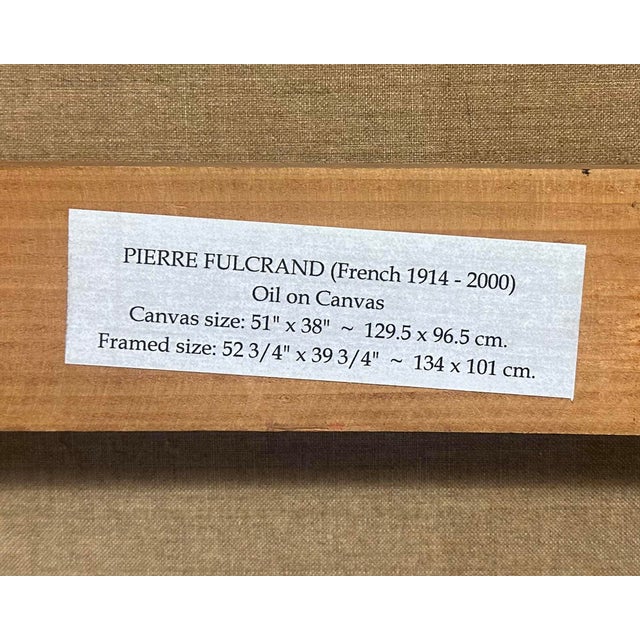 PIERRE FULCRAND (French 1914 - 2000)
Oil on Canvas
Canvas size: 51" x 38" ~ 129.5 x 96.5 cm.
Framed size: 52 3/4" x 39 3/4" ~ 134 x 101 cm.